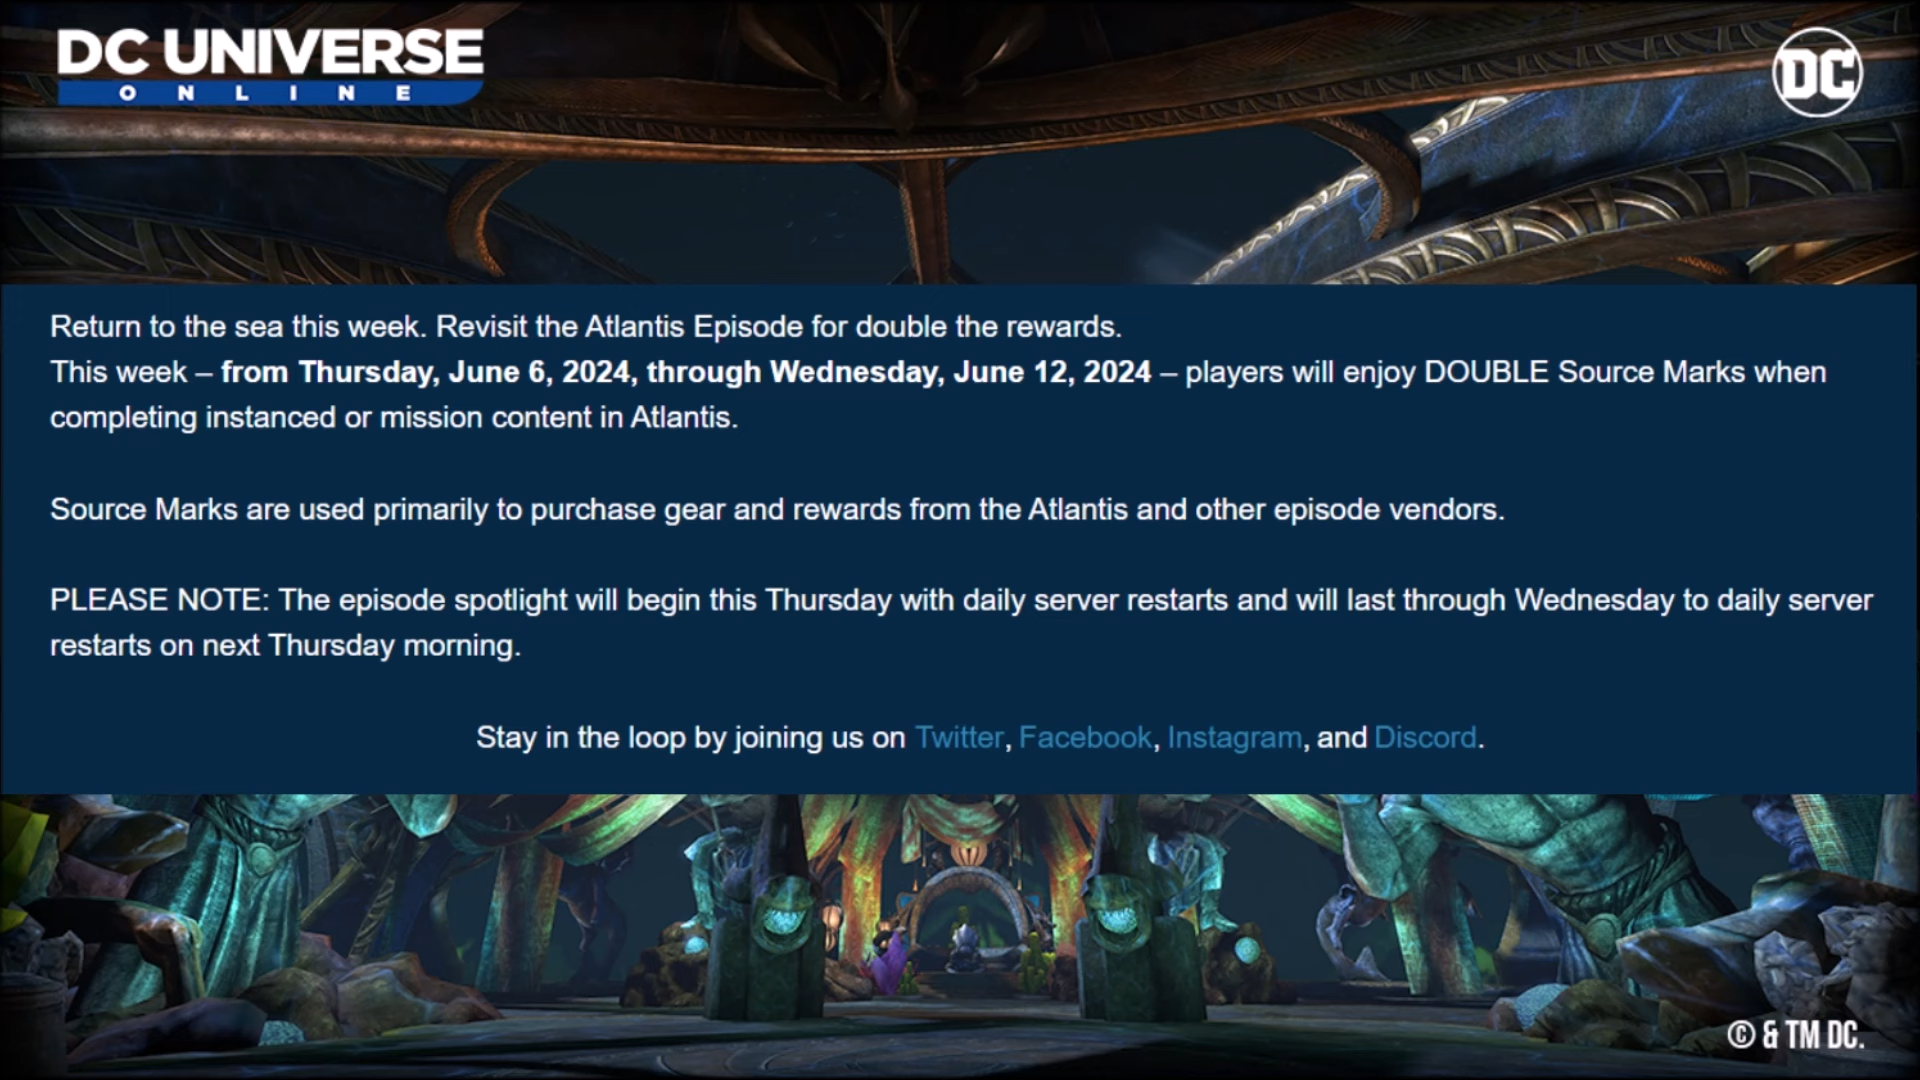 DC UNIVERSE
ONLINE
DC
Return to the sea this week. Revisit the Atlantis Episode for double the rewards.
This week – from Thursday, June 6, 2024, through Wednesday, June 12, 2024 – players will enjoy DOUBLE Source Marks when
completing instanced or mission content in Atlantis.
Source Marks are used primarily to purchase gear and rewards from the Atlantis and other episode vendors.
PLEASE NOTE: The episode spotlight will begin this Thursday with daily server restarts and will last through Wednesday to daily server
restarts on next Thursday morning.
Stay in the loop by joining us on Twitter, Facebook, Instagram, and Discord.
© & TM DC.